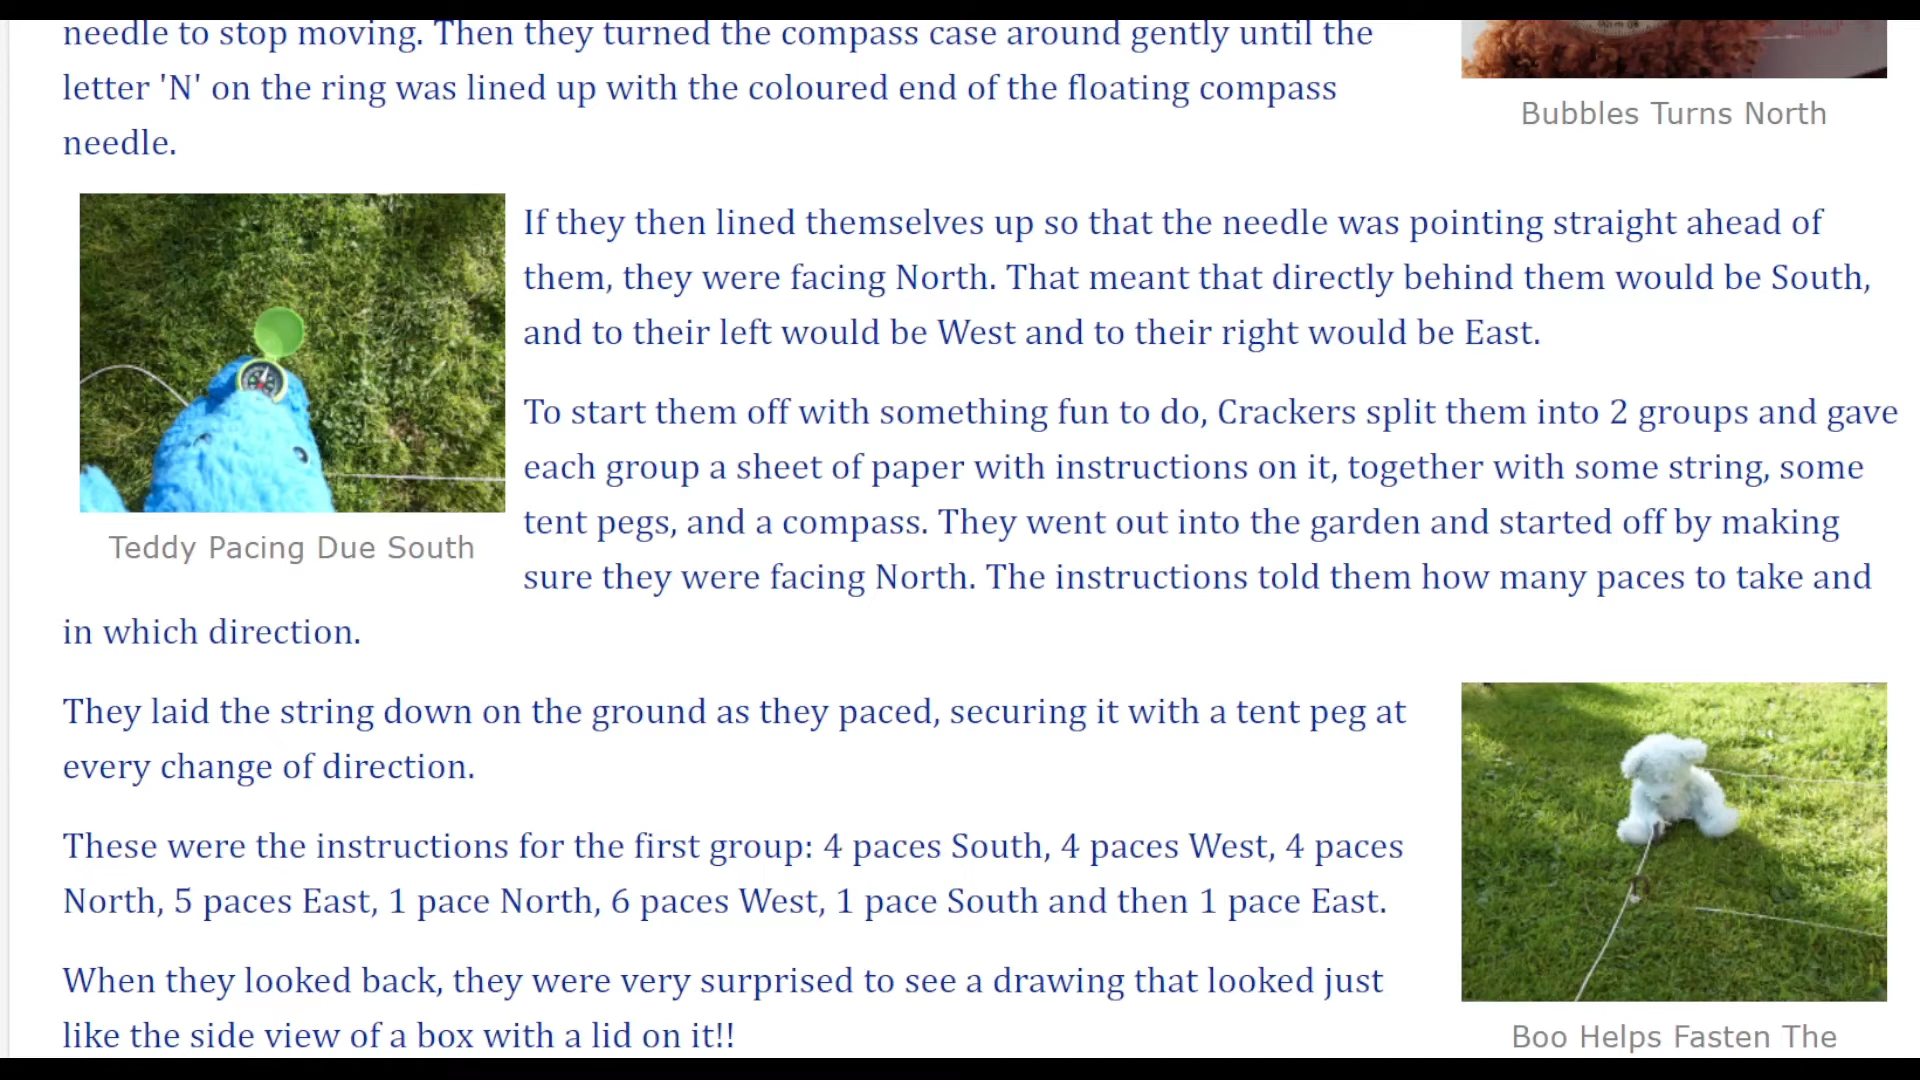 needle to stop moving. Then they turned the compass case around gently until the
letter 'N' on the ring was lined up with the coloured end of the floating compass
needle.
Bubbles Turns North
If they then lined themselves up so that the needle was pointing straight ahead of
them, they were facing North. That meant that directly behind them would be South,
and to their left would be West and to their right would be East.
To start them off with something fun to do, Crackers split them into 2 groups and gave
each group a sheet of paper with instructions on it, together with some string, some
tent pegs, and a compass. They went out into the garden and started off by making
sure they were facing North. The instructions told them how many paces to take and
in which direction.
Teddy Pacing Due South
They laid the string down on the ground as they paced, securing it with a tent peg at
every change of direction.
These were the instructions for the first group: 4 paces South, 4 paces West, 4 paces
North, 5 paces East, 1 pace North, 6 paces West, 1 pace South and then 1 pace East.
When they looked back, they were very surprised to see a drawing that looked just
like the side view of a box with a lid on it!!
Boo Helps Fasten The